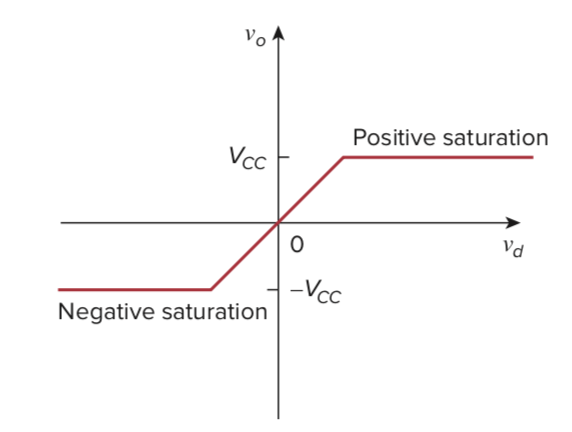 v_o
Positive saturation
V_CC
0
v_d
−V_CC
Negative saturation